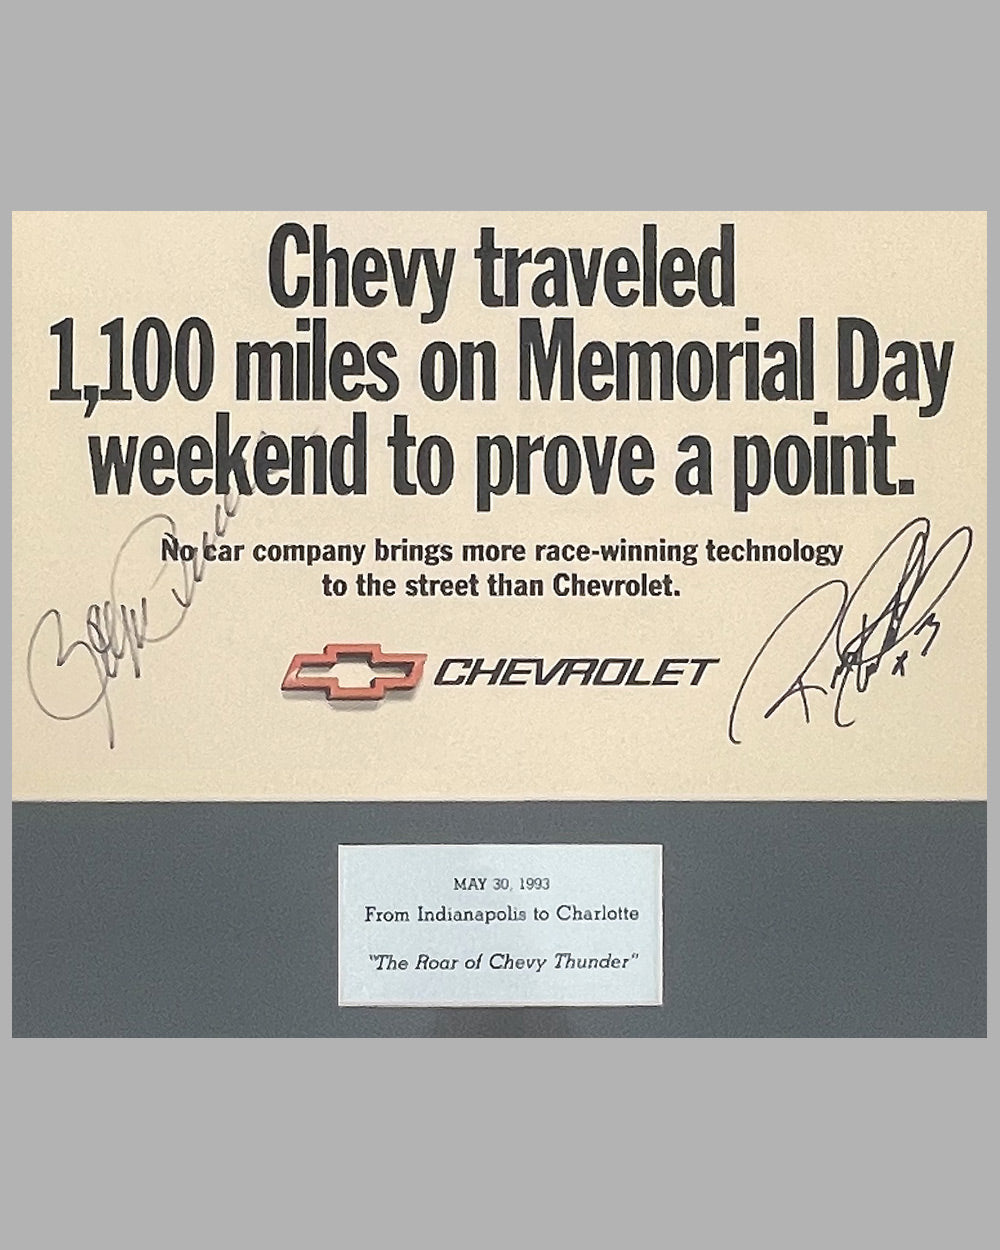 Chevy traveled
1,100 miles on Memorial Day
weekend to prove a point.
No car company brings more race-winning technology
to the street than Chevrolet.
CHEVROLET
MAY 30, 1993
From Indianapolis to Charlotte
"The Roar of Chevy Thunder"